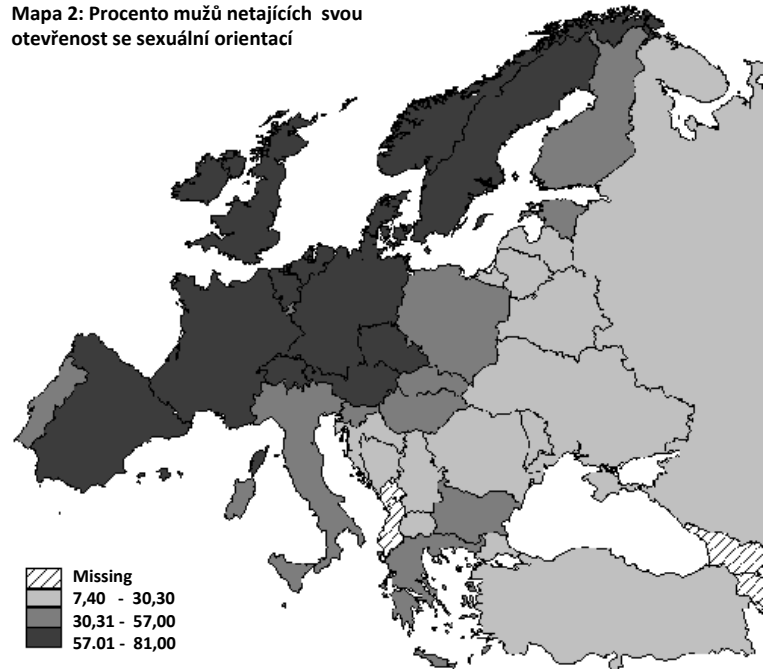 Mapa 2: Procento mužů netajících svou
otevřenost se sexuální orientací
Missing
7,40 - 30,30
30,31 - 57,00
57.01 - 81,00